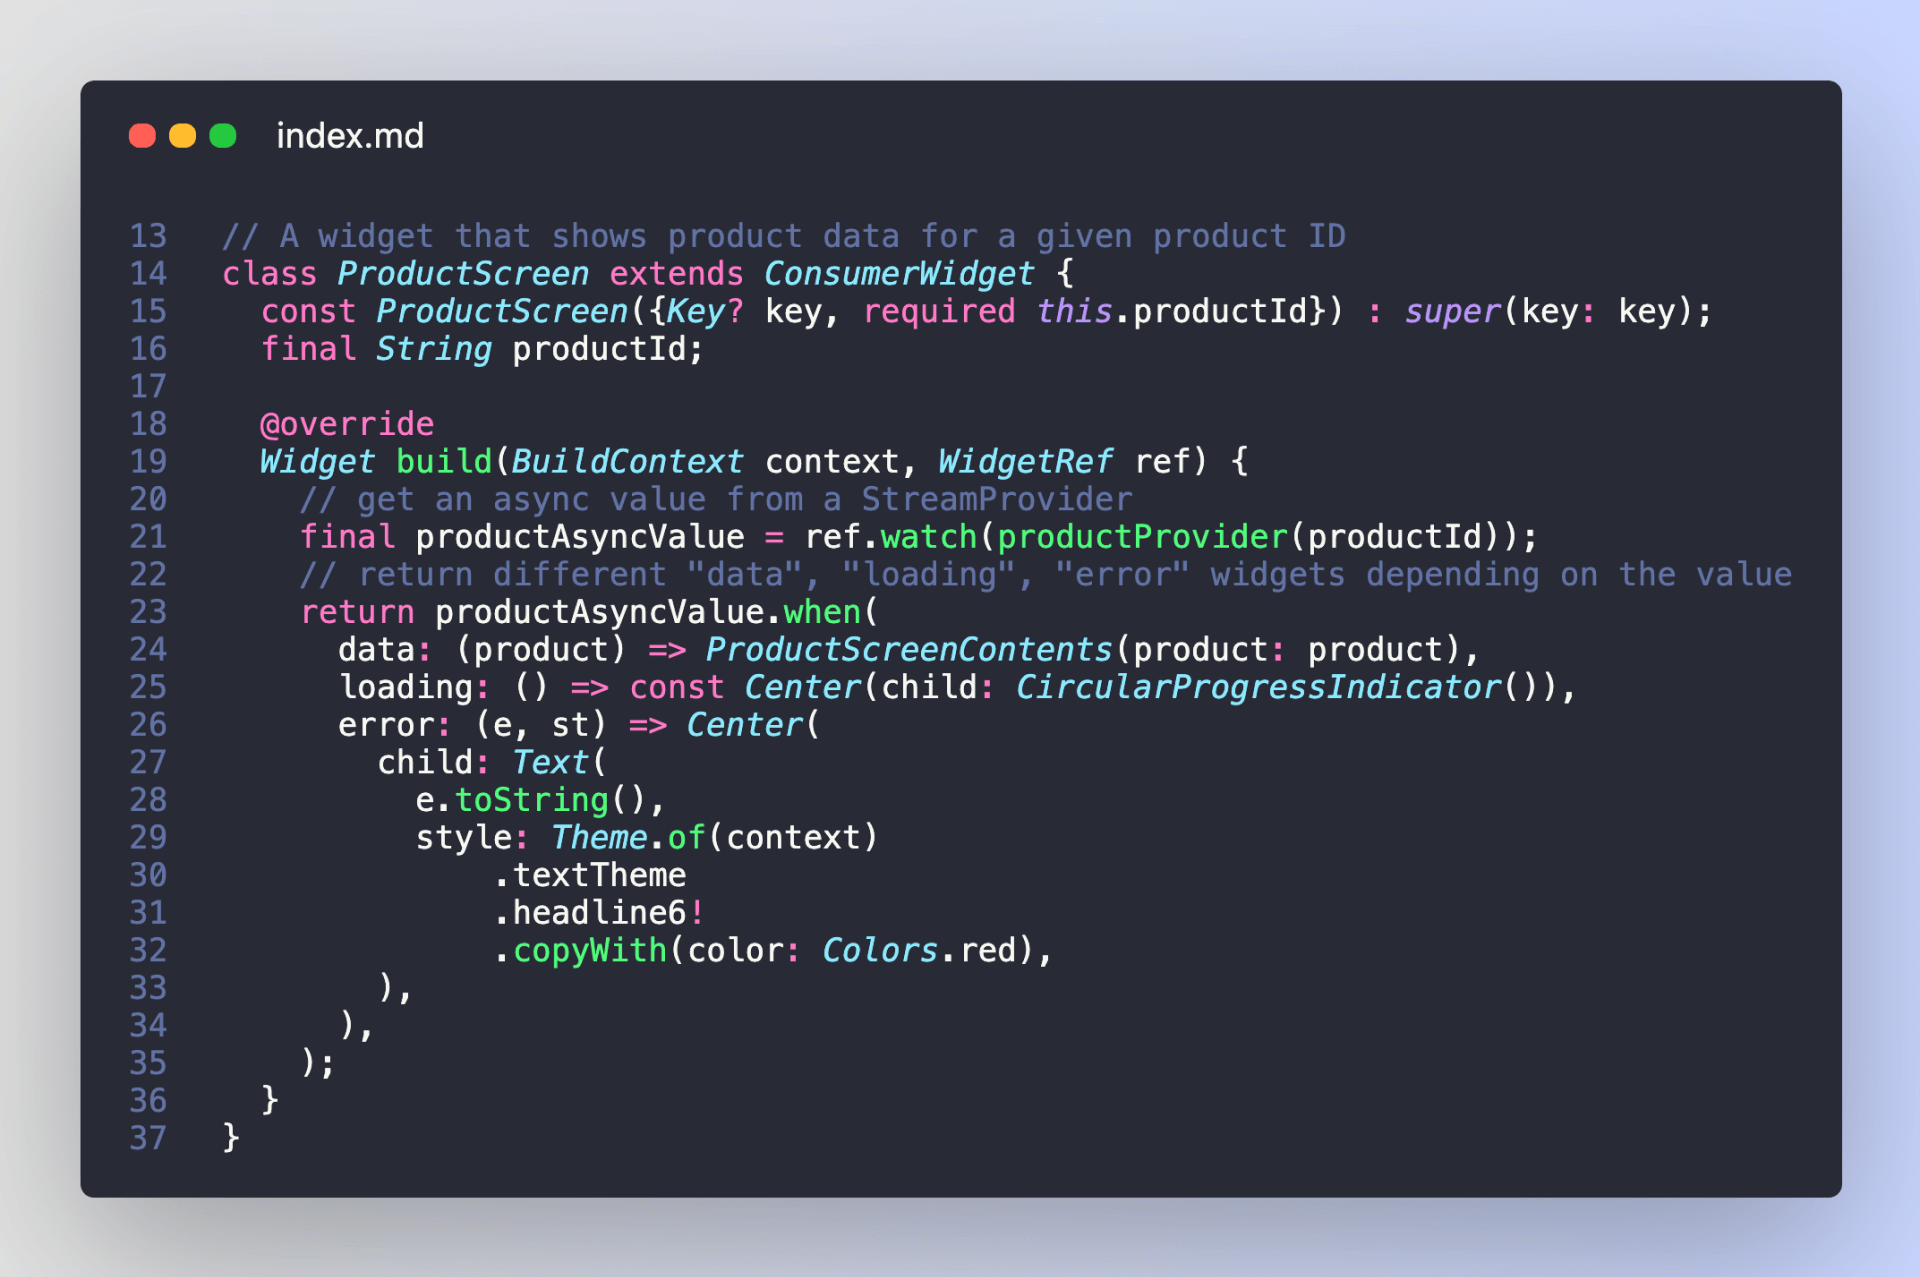 index.md
13 // A widget that shows product data for a given product ID
14 class ProductScreen extends ConsumerWidget {
15   const ProductScreen({Key? key, required this.productId}) : super(key: key);
16   final String productId;
17
18   @override
19   Widget build(BuildContext context, WidgetRef ref) {
20     // get an async value from a StreamProvider
21     final productAsyncValue = ref.watch(productProvider(productId));
22     // return different "data", "loading", "error" widgets depending on the value
23     return productAsyncValue.when(
24       data: (product) => ProductScreenContents(product: product),
25       loading: () => const Center(child: CircularProgressIndicator()),
26       error: (e, st) => Center(
27         child: Text(
28           e.toString(),
29           style: Theme.of(context)
30               .textTheme
31               .headline6!
32               .copyWith(color: Colors.red),
33         ),
34       ),
35     );
36   }
37 }